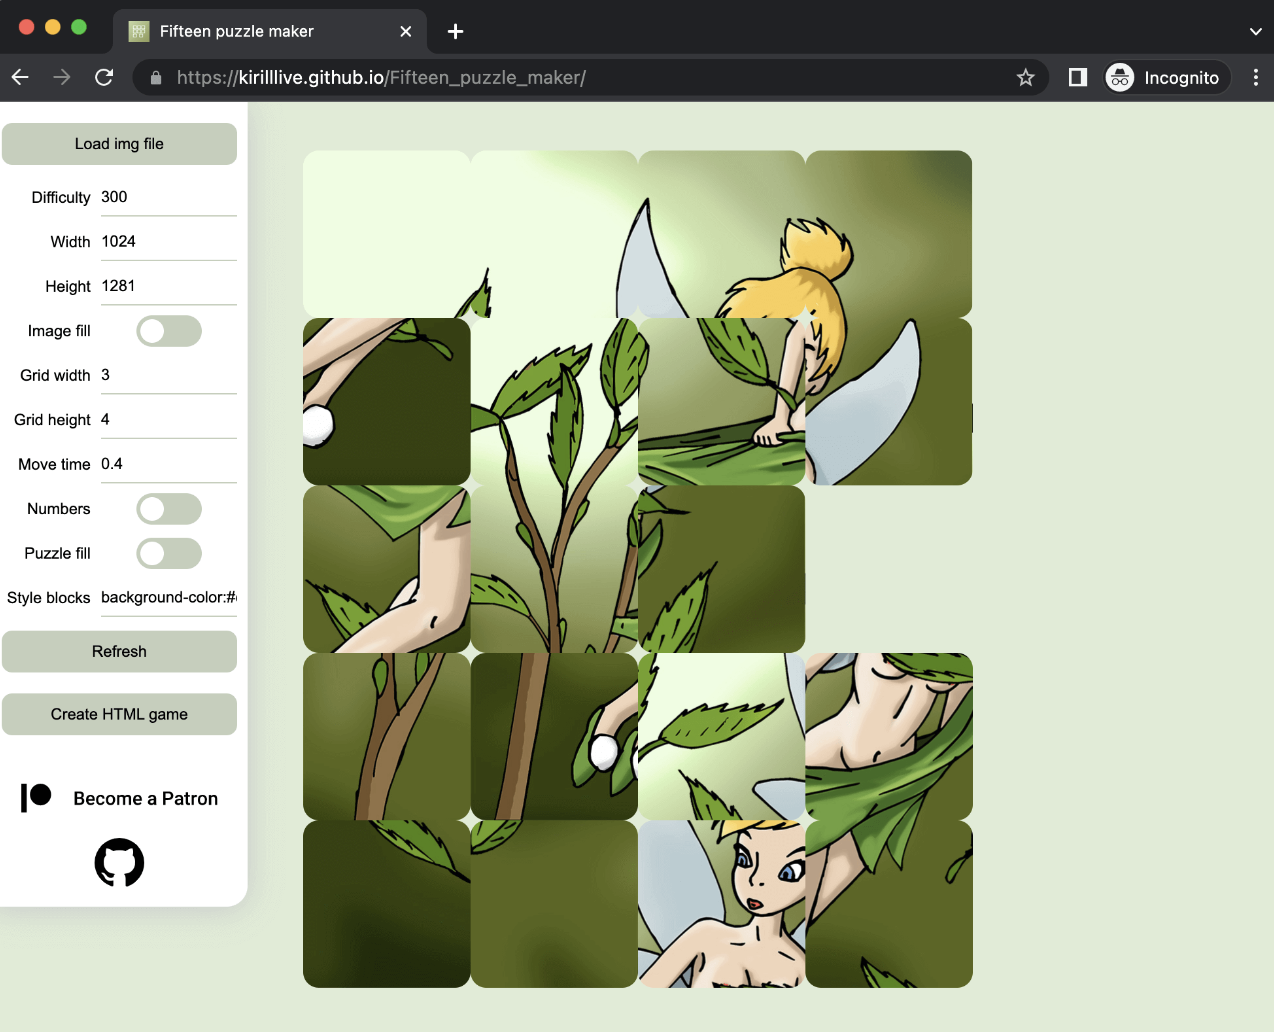 Fifteen puzzle maker
https://kirilllive.github.io/Fifteen_puzzle_maker/
Incognito
Load img file
Difficulty 300
Width 1024
Height 1281
Image fill
Grid width 3
Grid height 4
Move time 0.4
Numbers
Puzzle fill
Style blocks background-color:#
Refresh
Create HTML game
Become a Patron